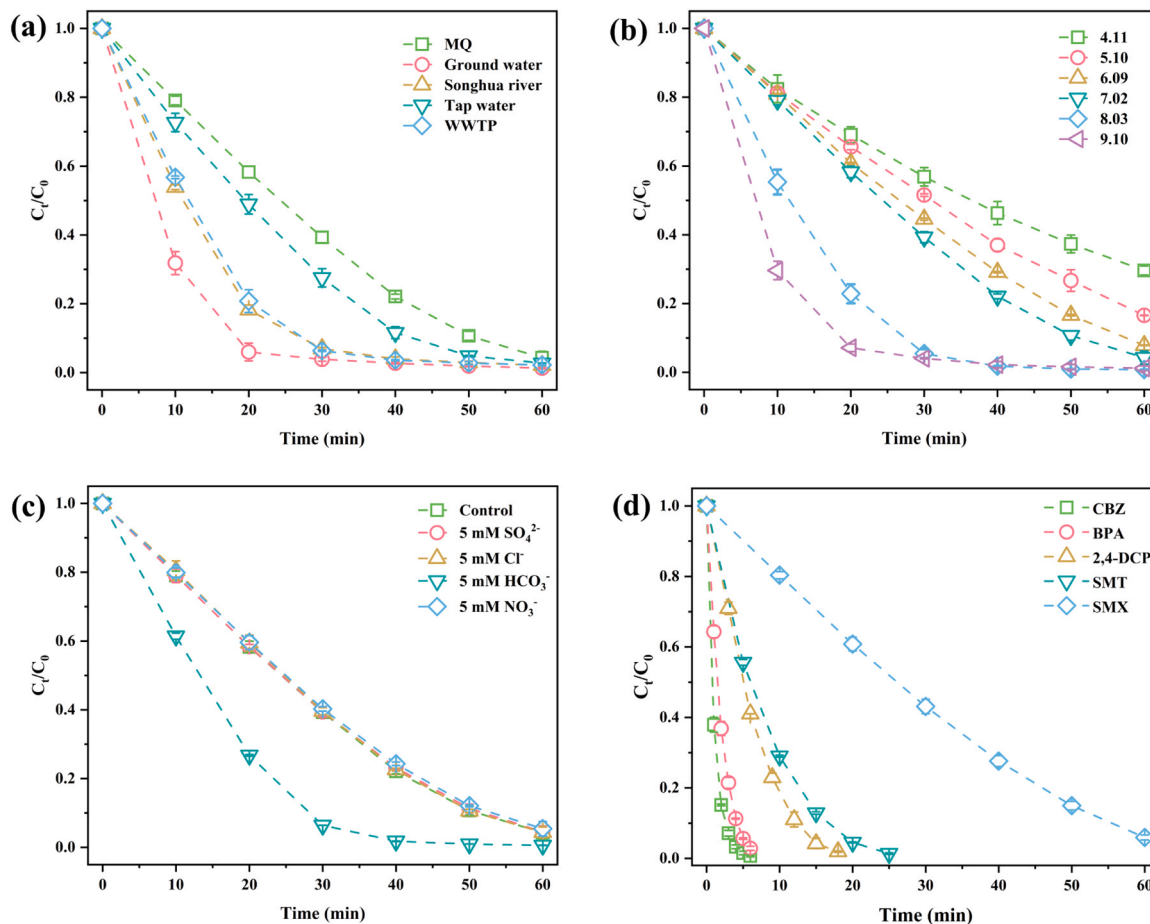 (a)
MQ
Ground water
Songhua river
Tap water
WWTP
Cₜ/C₀
1.0
0.8
0.6
0.4
0.2
0.0
0 10 20 30 40 50 60
Time (min)
(b)
4.11
5.10
6.09
7.02
8.03
9.10
Cₜ/C₀
1.0
0.8
0.6
0.4
0.2
0.0
0 10 20 30 40 50 60
Time (min)
(c)
Control
5 mM SO₄²⁻
5 mM Cl⁻
5 mM HCO₃⁻
5 mM NO₃⁻
Cₜ/C₀
1.0
0.8
0.6
0.4
0.2
0.0
0 10 20 30 40 50 60
Time (min)
(d)
CBZ
BPA
2,4-DCP
SMT
SMX
Cₜ/C₀
1.0
0.8
0.6
0.4
0.2
0.0
0 10 20 30 40 50 60
Time (min)